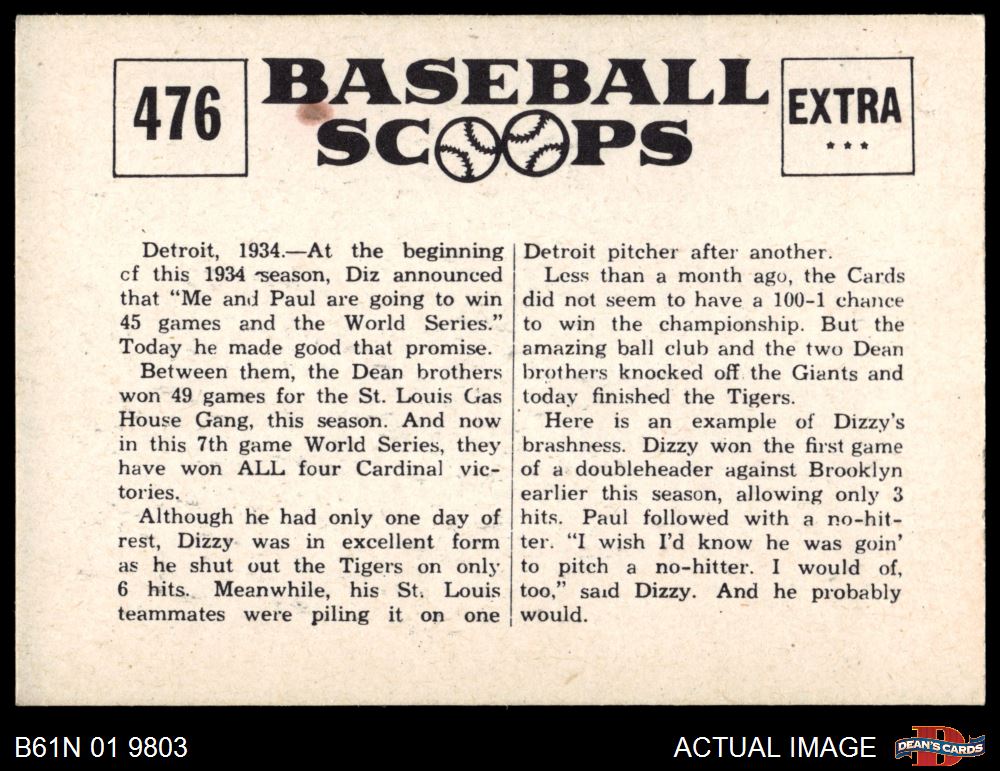 476
BASEBALL
SCOOPS
EXTRA
* * *
Detroit, 1934.—At the beginning
of this 1934 season, Diz announced
that “Me and Paul are going to win
45 games and the World Series.”
Today he made good that promise.
Between them, the Dean brothers
won 49 games for the St. Louis Gas
House Gang, this season. And now
in this 7th game World Series, they
have won ALL four Cardinal vic-
tories.
Although he had only one day of
rest, Dizzy was in excellent form
as he shut out the Tigers on only
6 hits. Meanwhile, his St. Louis
teammates were piling it on one
Detroit pitcher after another.
Less than a month ago, the Cards
did not seem to have a 100-1 chance
to win the championship. But the
amazing ball club and the two Dean
brothers knocked off the Giants and
today finished the Tigers.
Here is an example of Dizzy’s
brashness. Dizzy won the first game
of a doubleheader against Brooklyn
earlier this season, allowing only 3
hits. Paul followed with a no-hit-
ter. “I wish I’d know he was goin’
to pitch a no-hitter. I would of,
too,” said Dizzy. And he probably
would.
B61N 01 9803
ACTUAL IMAGE
DEAN'S CARDS